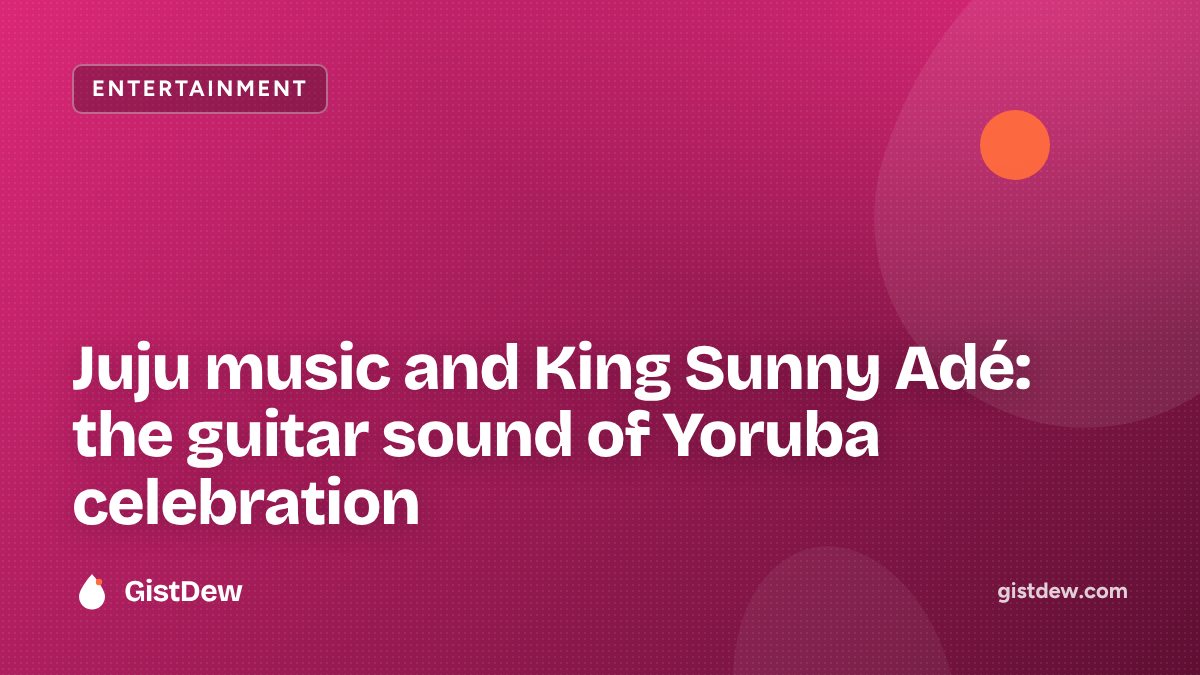 ENTERTAINMENT
Juju music and King Sunny Adé:
the guitar sound of Yoruba
celebration
GistDew
gistdew.com